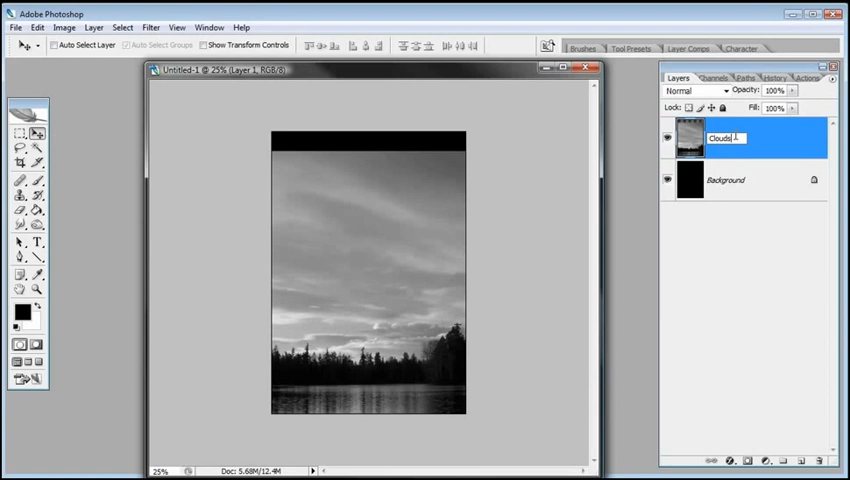 Adobe Photoshop
File Edit Image Layer Select Filter View Window Help
Auto Select Layer Auto Select Groups Show Transform Controls
Brushes Tool Presets Layer Comps Character
Untitled-1 @ 25% (Layer 1, RGB/8)
Layers Channels Paths History Actions
Normal Opacity: 100%
Lock: Fill: 100%
Clouds
Background
T
25% Doc: 5.68M/12.4M